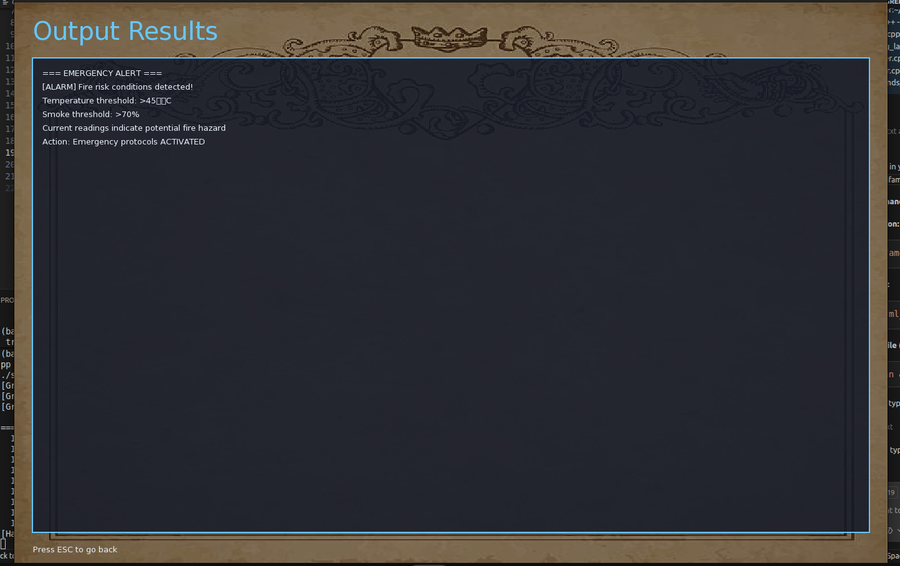 Output Results
=== EMERGENCY ALERT ===
[ALARM] Fire risk conditions detected!
Temperature threshold: >45▯▯C
Smoke threshold: >70%
Current readings indicate potential fire hazard
Action: Emergency protocols ACTIVATED
Press ESC to go back